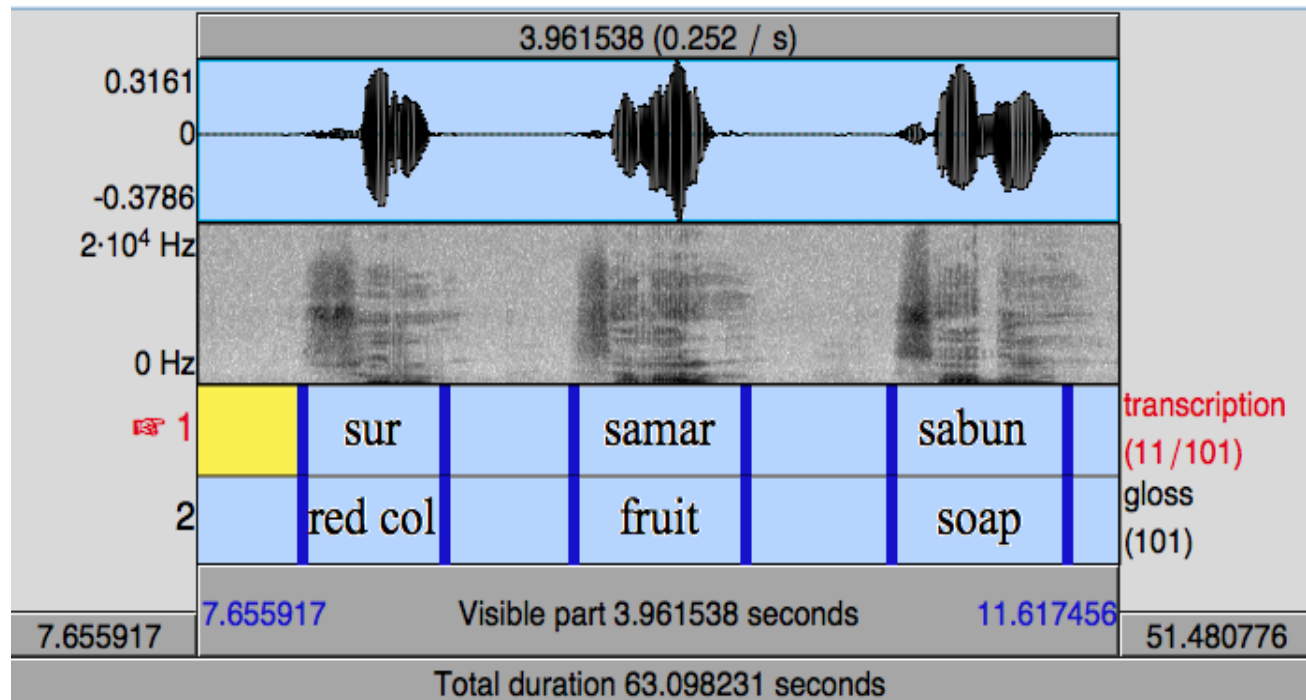 3.961538 (0.252 / s)
0.3161
0
-0.3786
2·10⁴ Hz
0 Hz
☞ 1 sur samar sabun transcription
(11/101)
2 red col fruit soap gloss
(101)
7.655917 Visible part 3.961538 seconds 11.617456
7.655917 51.480776
Total duration 63.098231 seconds